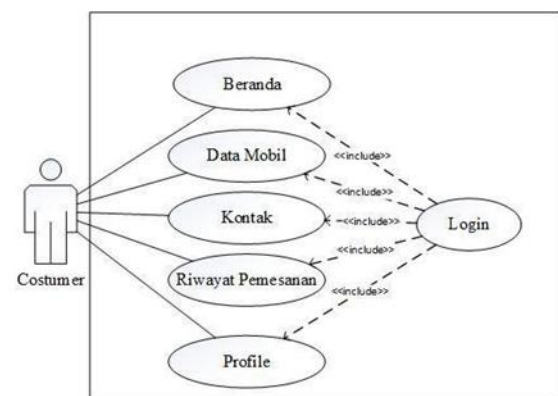 Beranda
<<include>>
Data Mobil
<<include>>
Kontak
<<include>>
Login
Costumer
Riwayat Pemesanan
<<include>>
<<include>>
Profile